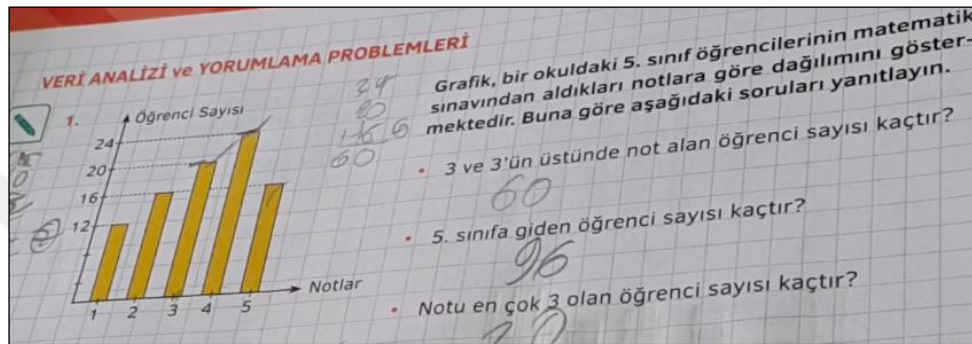 VERİ ANALİZİ ve YORUMLAMA PROBLEMLERİ
1.
Öğrenci Sayısı
24
20
16
12
1 2 3 4 5
Notlar
24
20
60
Grafik, bir okuldaki 5. sınıf öğrencilerinin matematik
sınavından aldıkları notlara göre dağılımını göster-
mektedir. Buna göre aşağıdaki soruları yanıtlayın.
• 3 ve 3'ün üstünde not alan öğrenci sayısı kaçtır?
60
• 5. sınıfa giden öğrenci sayısı kaçtır?
96
• Notu en çok 3 olan öğrenci sayısı kaçtır?